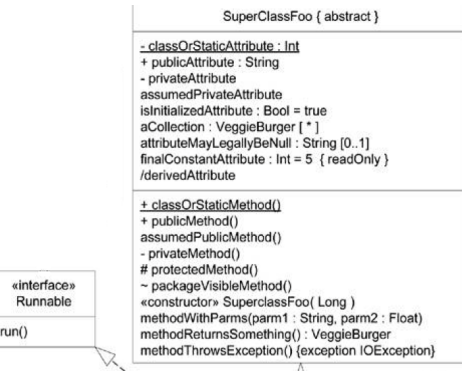 SuperClassFoo { abstract }
- classOrStaticAttribute : Int
+ publicAttribute : String
- privateAttribute
assumedPrivateAttribute
isInitializedAttribute : Bool = true
aCollection : VeggieBurger [ * ]
attributeMayLegallyBeNull : String [0..1]
finalConstantAttribute : Int = 5 { readOnly }
/derivedAttribute
+ classOrStaticMethod()
+ publicMethod()
assumedPublicMethod()
- privateMethod()
# protectedMethod()
~ packageVisibleMethod()
«constructor» SuperclassFoo( Long )
methodWithParms(parm1 : String, parm2 : Float)
methodReturnsSomething() : VeggieBurger
methodThrowsException() {exception IOException}
«interface»
Runnable
run()